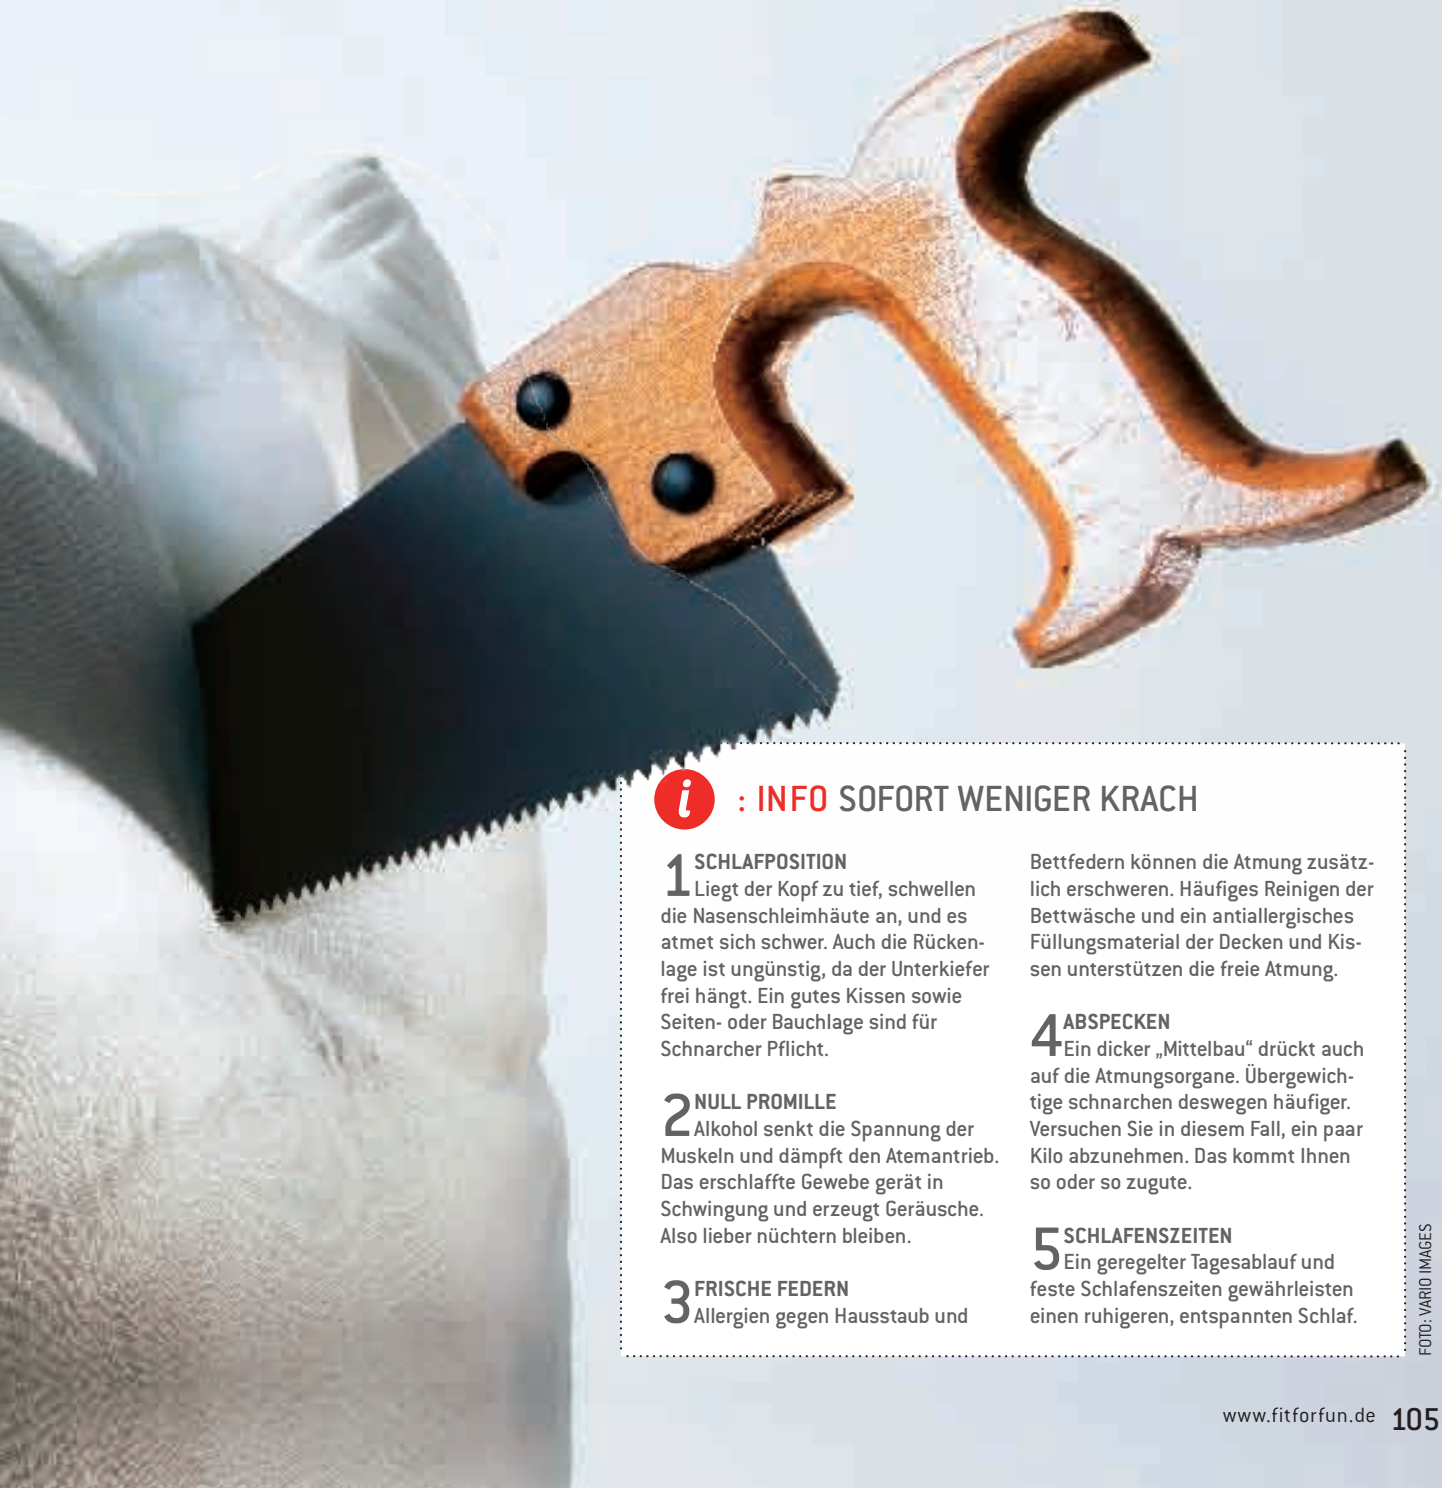 i : INFO SOFORT WENIGER KRACH
1 SCHLAFPOSITION
Liegt der Kopf zu tief, schwellen
die Nasenschleimhäute an, und es
atmet sich schwer. Auch die Rücken-
lage ist ungünstig, da der Unterkiefer
frei hängt. Ein gutes Kissen sowie
Seiten- oder Bauchlage sind für
Schnarcher Pflicht.
2 NULL PROMILLE
Alkohol senkt die Spannung der
Muskeln und dämpft den Atemantrieb.
Das erschlaffte Gewebe gerät in
Schwingung und erzeugt Geräusche.
Also lieber nüchtern bleiben.
3 FRISCHE FEDERN
Allergien gegen Hausstaub und
Bettfedern können die Atmung zusätz-
lich erschweren. Häufiges Reinigen der
Bettwäsche und ein antiallergisches
Füllungsmaterial der Decken und Kis-
sen unterstützen die freie Atmung.
4 ABSPECKEN
Ein dicker „Mittelbau“ drückt auch
auf die Atmungsorgane. Übergewich-
tige schnarchen deswegen häufiger.
Versuchen Sie in diesem Fall, ein paar
Kilo abzunehmen. Das kommt Ihnen
so oder so zugute.
5 SCHLAFENSZEITEN
Ein geregelter Tagesablauf und
feste Schlafenszeiten gewährleisten
einen ruhigeren, entspannten Schlaf.
FOTO: VARIO IMAGES
www.fitforfun.de 105